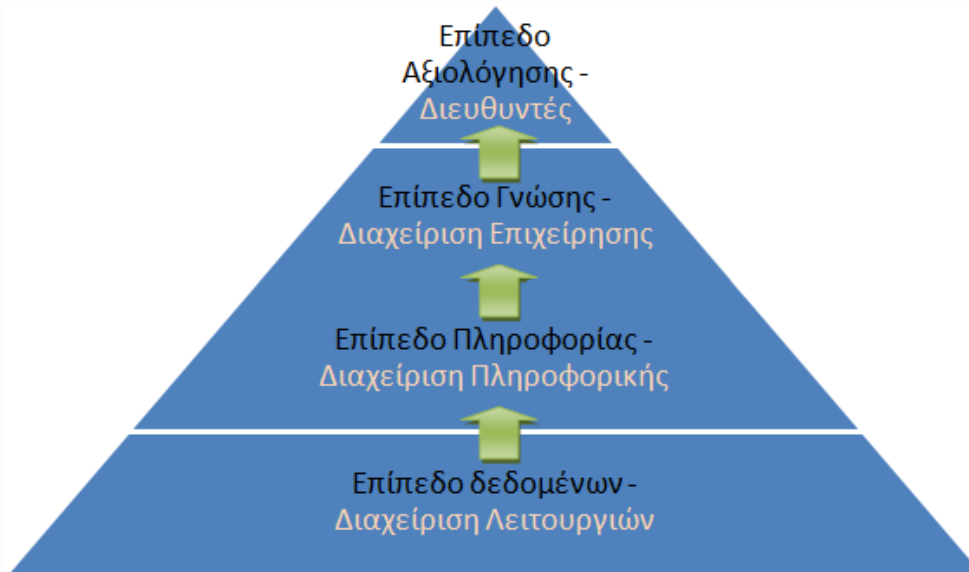 Επίπεδο
Αξιολόγησης -
Διευθυντές
Επίπεδο Γνώσης -
Διαχείριση Επιχείρησης
Επίπεδο Πληροφορίας -
Διαχείριση Πληροφορικής
Επίπεδο δεδομένων -
Διαχείριση Λειτουργιών